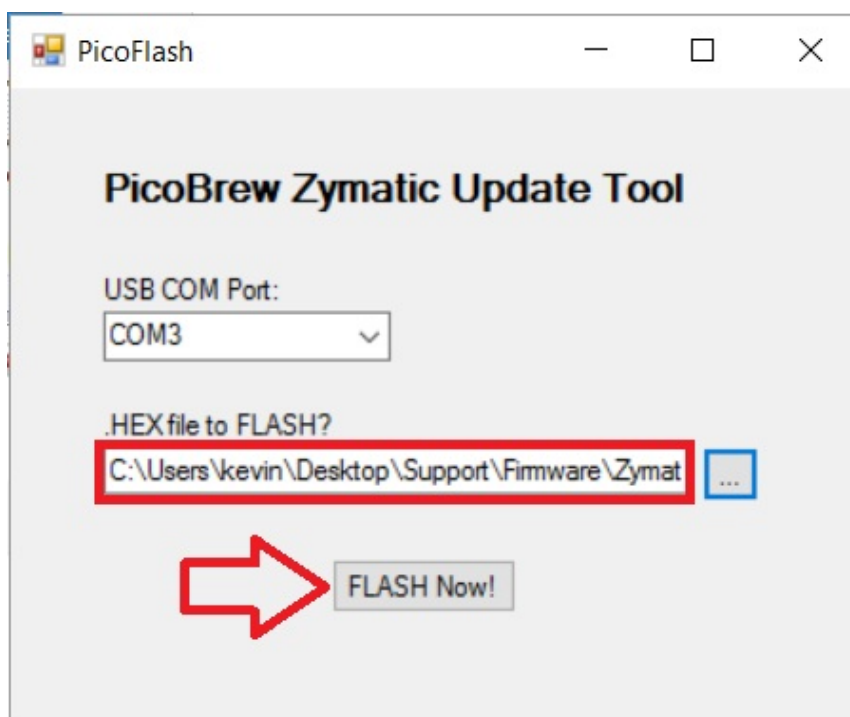 PicoFlash
PicoBrew Zymatic Update Tool
USB COM Port:
COM3
.HEX file to FLASH?
C:\Users\kevin\Desktop\Support\Firmware\Zymat
...
FLASH Now!